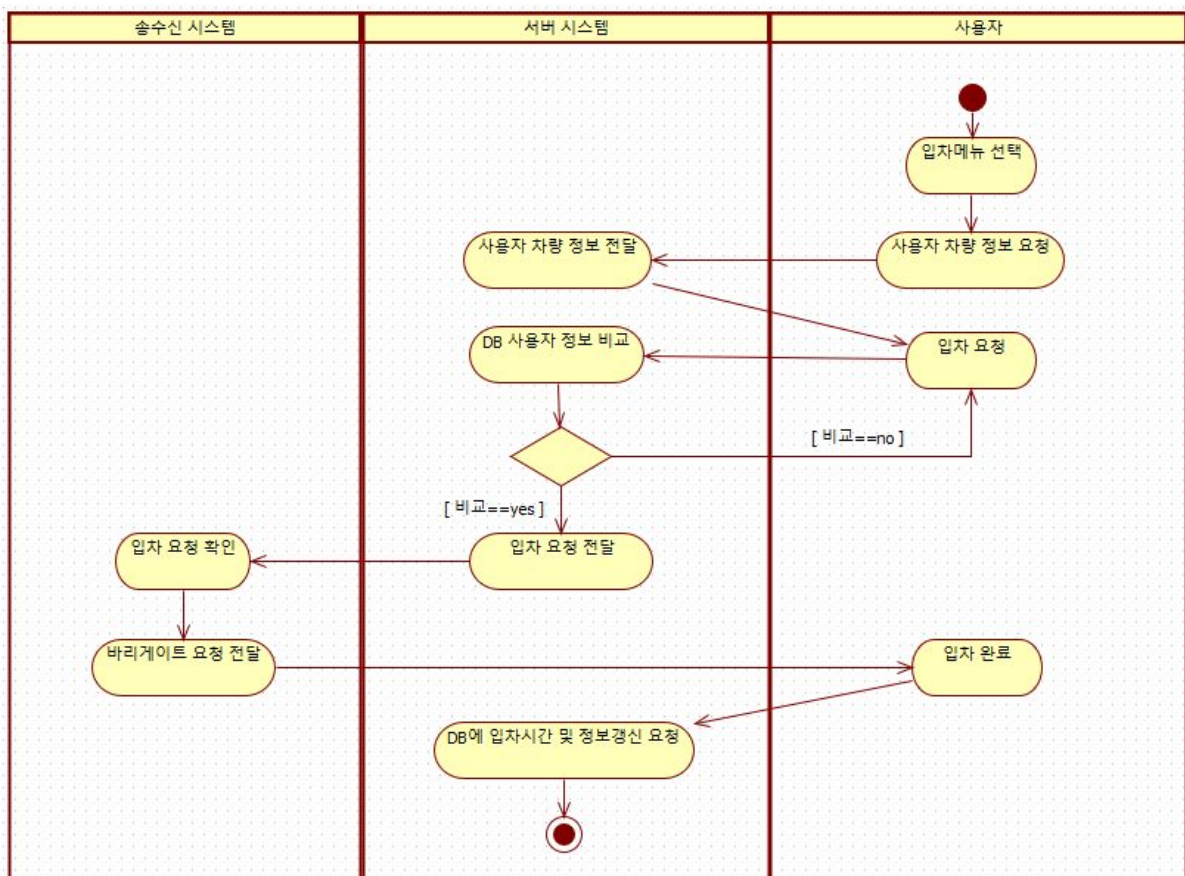 송수신 시스템
서버 시스템
사용자
입차메뉴 선택
사용자 차량 정보 전달
사용자 차량 정보 요청
DB 사용자 정보 비교
입차 요청
[ 비교==no ]
[ 비교==yes ]
입차 요청 확인
입차 요청 전달
바리게이트 요청 전달
입차 완료
DB에 입차시간 및 정보갱신 요청